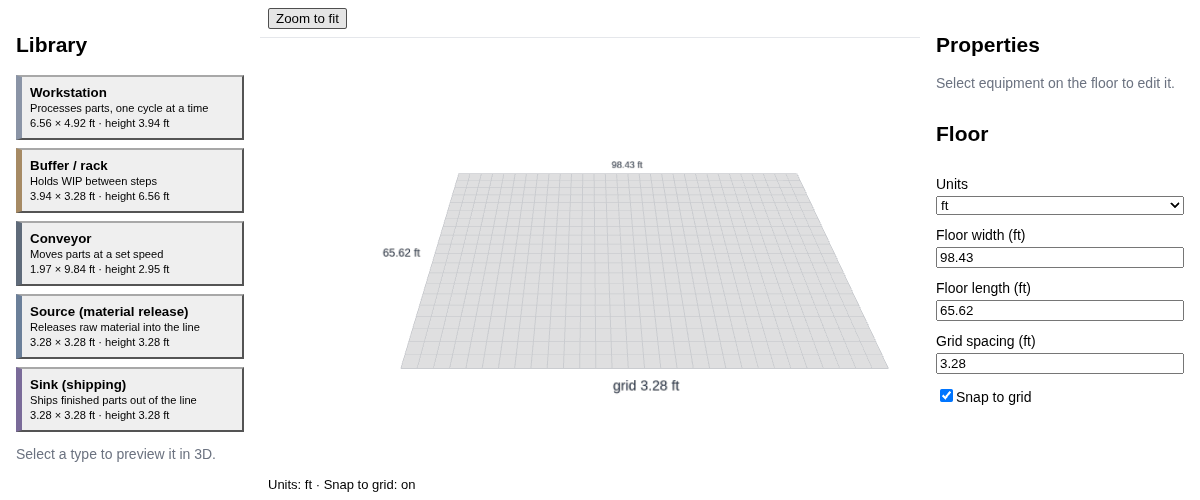 Zoom to fit
Library
Workstation
Processes parts, one cycle at a time
6.56 × 4.92 ft · height 3.94 ft
Buffer / rack
Holds WIP between steps
3.94 × 3.28 ft · height 6.56 ft
Conveyor
Moves parts at a set speed
1.97 × 9.84 ft · height 2.95 ft
Source (material release)
Releases raw material into the line
3.28 × 3.28 ft · height 3.28 ft
Sink (shipping)
Ships finished parts out of the line
3.28 × 3.28 ft · height 3.28 ft
Select a type to preview it in 3D.
98.43 ft
65.62 ft
grid 3.28 ft
Units: ft · Snap to grid: on
Properties
Select equipment on the floor to edit it.
Floor
Units
ft
Floor width (ft)
98.43
Floor length (ft)
65.62
Grid spacing (ft)
3.28
Snap to grid